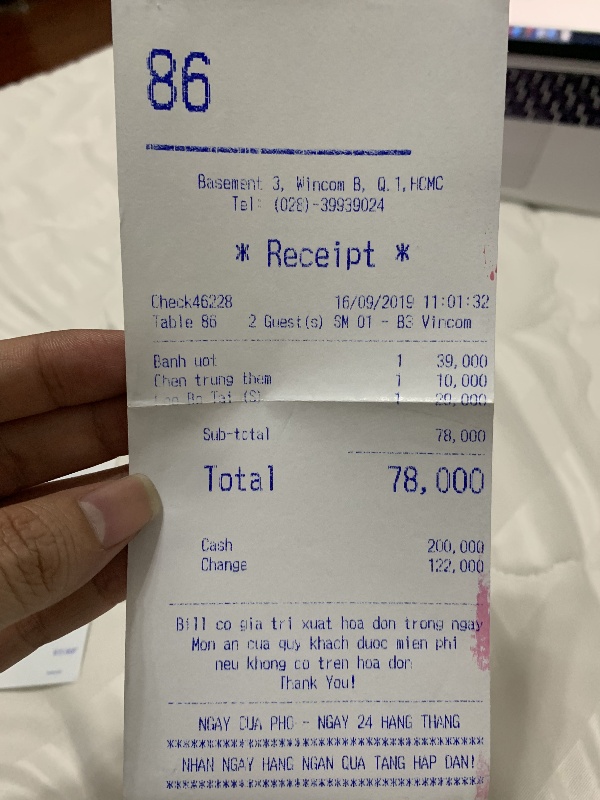 86
Basement 3, Wincom B, Q.1,HCMC
Tel: (028)-39939024
* Receipt *
Check46228 16/09/2019 11:01:32
Table 86 2 Guest(s) SM 01 - B3 Vincom
Banh uot 1 39,000
Chen trung them 1 10,000
Bo Tai (S) 1 29,000
Sub-total 78,000
Total 78,000
Cash 200,000
Change 122,000
Bill co gia tri xuat hoa don trong ngay
Mon an cua quy khach duoc mien phi
neu khong co tren hoa don
Thank You!
NGAY CUA PHO - NGAY 24 HANG THANG
****************************************
NHAN NGAY HANG NGAN QUA TANG HAP DAN!
****************************************